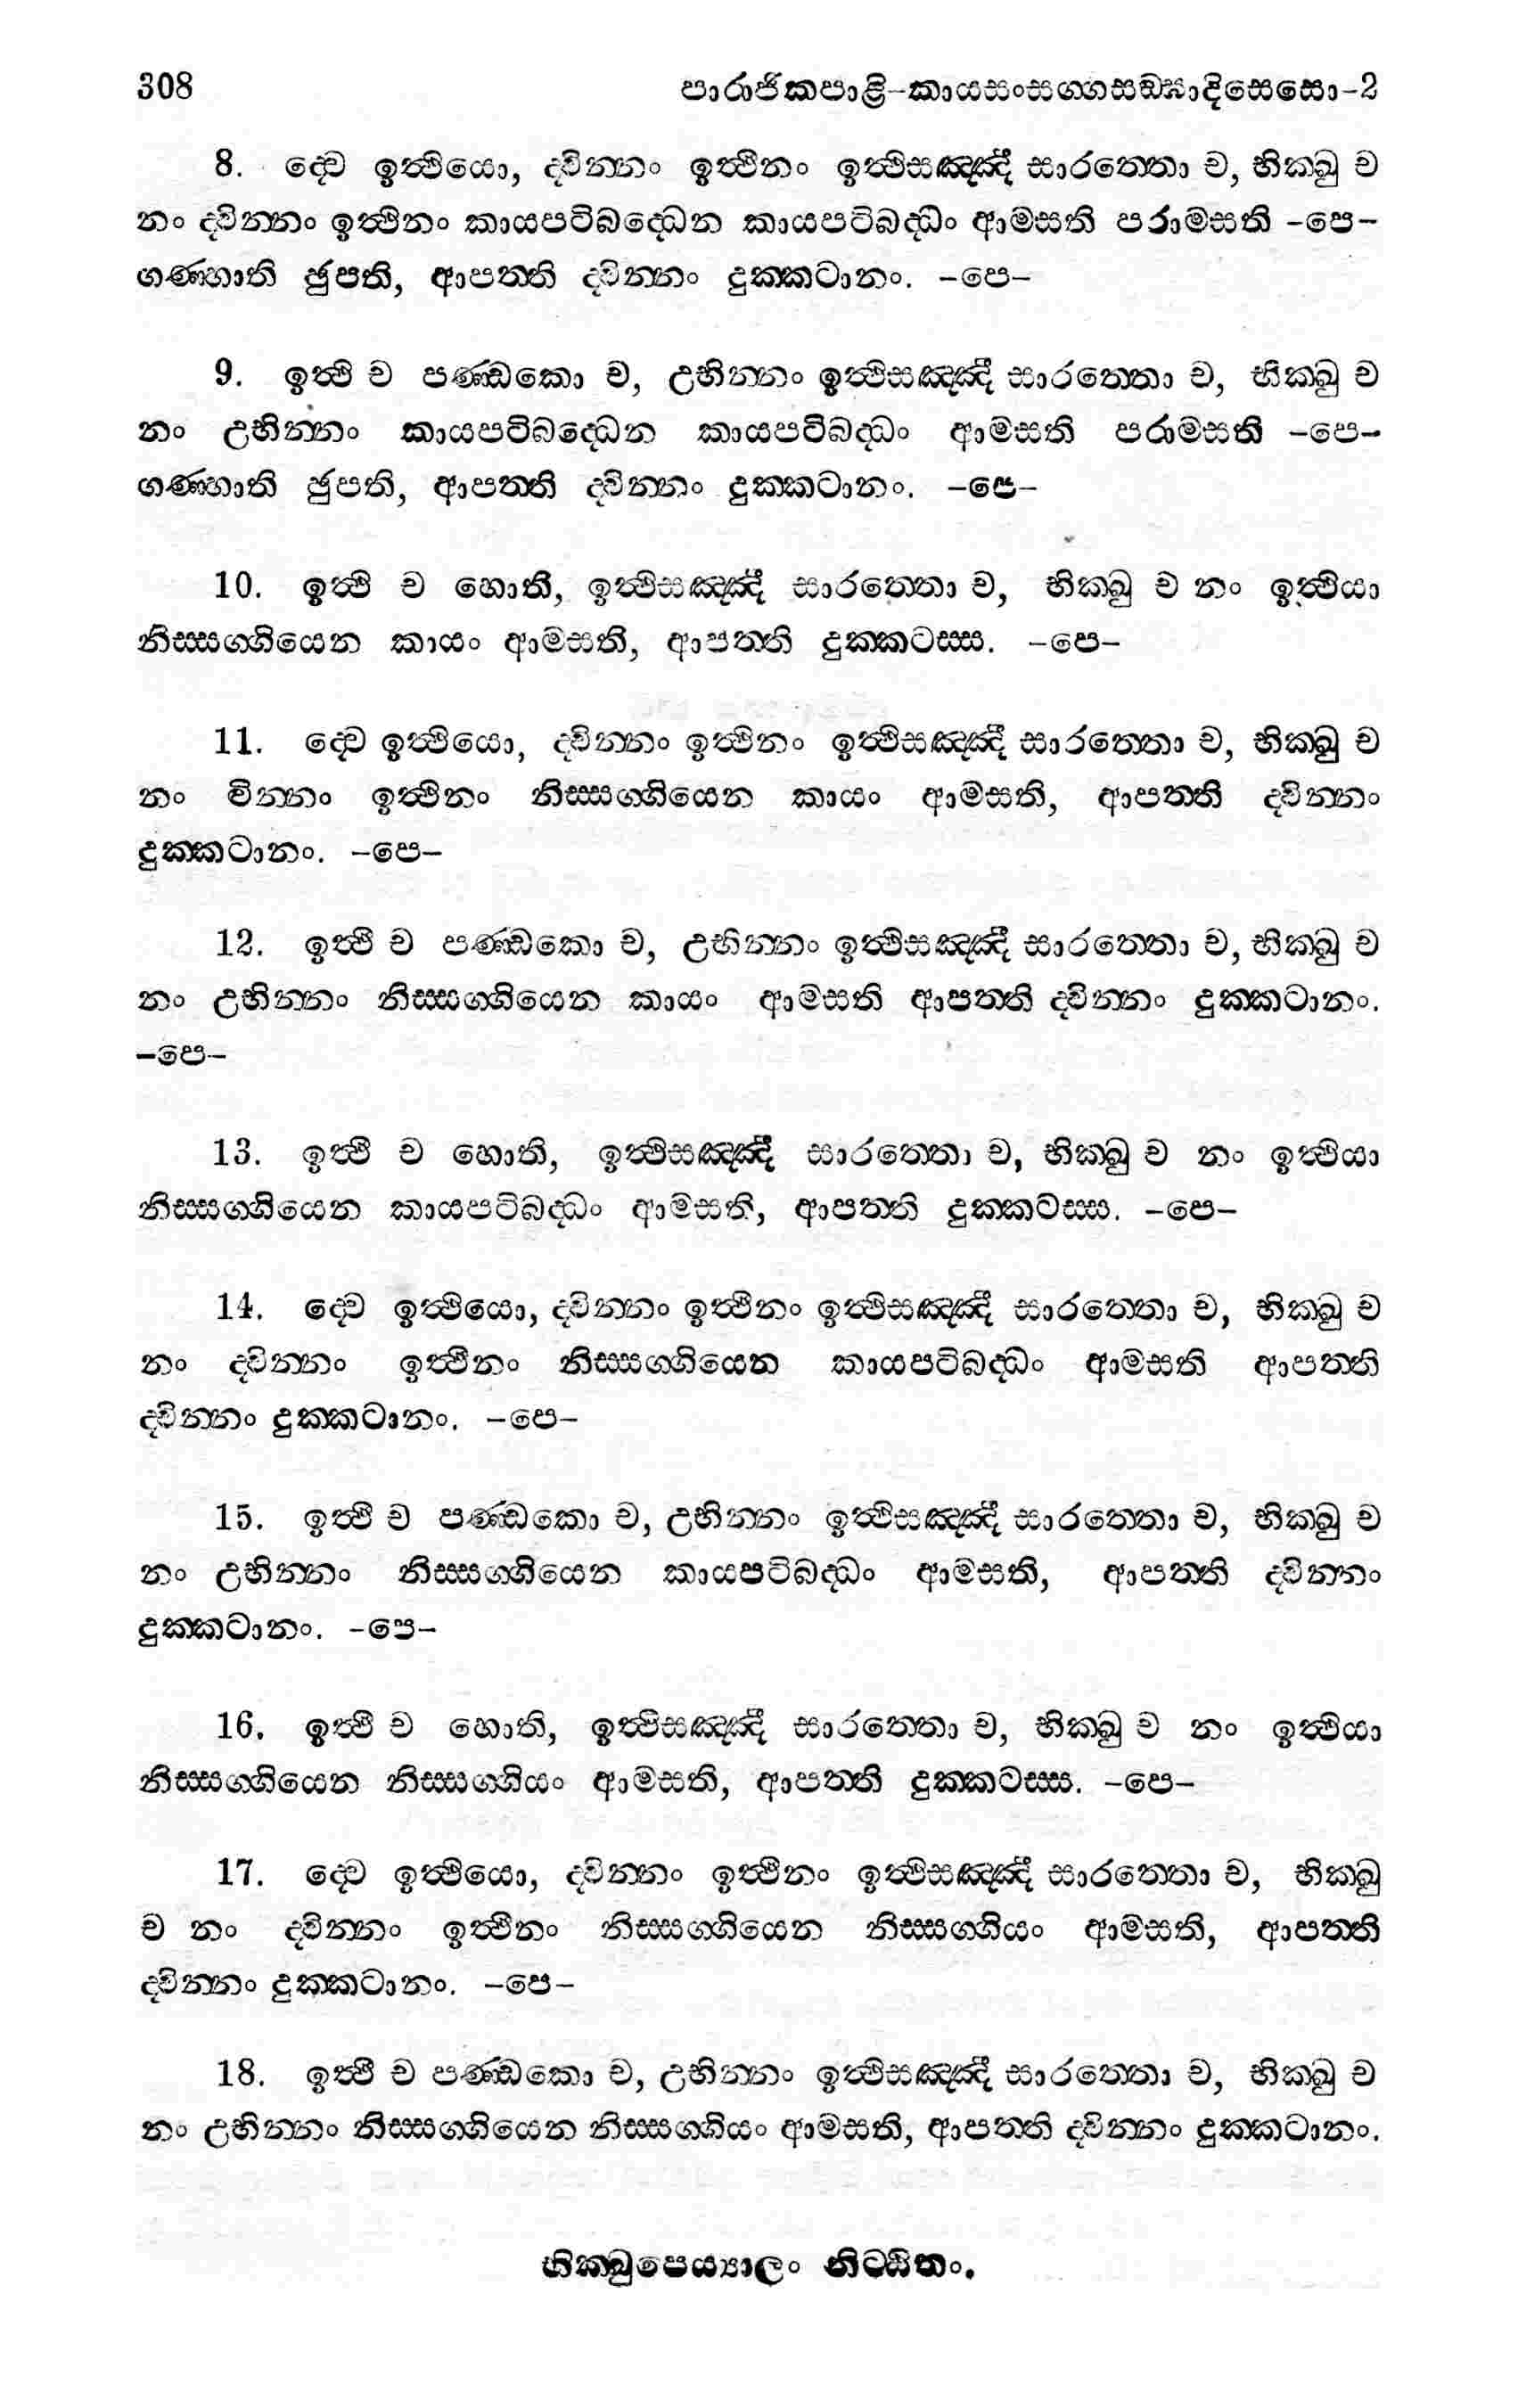 308 පාරාජිකපාළි–කායසංසග්ගසඞ්ඝාදිසෙසො–2
8. ද්වෙ ඉත්ථියො, ද්වින්නං ඉත්ථීනං ඉත්ථිසඤ්ඤී සාරත්තො ච, භික්ඛු ච
නං ද්වින්නං ඉත්ථිනං කායපටිබද්ධෙන කායපටිබද්ධං ආමසති පරාමසති –පෙ–
ගණ්හාති ඡුපති, ආපත්ති ද්වින්නං දුක්කටානං. –පෙ–
9. ඉත්ථි ච පණ්ඩකො ච, උභින්නං ඉත්ථිසඤ්ඤී සාරත්තො ච, භික්ඛු ච
නං උභින්නං කායපටිබද්ධෙන කායපටිබද්ධං ආමසති පරාමසති –පෙ–
ගණ්හාති ඡුපති, ආපත්ති ද්වින්නං දුක්කටානං. –පෙ–
10. ඉත්ථි ච හොති, ඉත්ථිසඤ්ඤී සාරත්තො ච, භික්ඛු ච නං ඉත්ථියා
නිස්සග්ගියෙන කායං ආමසති, ආපත්ති දුක්කටස්ස. –පෙ–
11. ද්වෙ ඉත්ථියො, ද්වින්නං ඉත්ථිනං ඉත්ථිසඤ්ඤී සාරත්තො ච, භික්ඛු ච
නං ද්වින්නං ඉත්ථිනං නිස්සග්ගියෙන කායං ආමසති, ආපත්ති ද්වින්නං
දුක්කටානං. –පෙ–
12. ඉත්ථී ච පණ්ඩකො ච, උභින්නං ඉත්ථිසඤ්ඤී සාරත්තො ච, භික්ඛු ච
නං උභින්නං නිස්සග්ගියෙන කායං ආමසති ආපත්ති ද්වින්නං දුක්කටානං.
–පෙ–
13. ඉත්ථී ච හොති, ඉත්ථිසඤ්ඤී සාරත්තො ච, භික්ඛු ච නං ඉත්ථියා
නිස්සග්ගියෙන කායපටිබද්ධං ආමසති, ආපත්ති දුක්කටස්ස. –පෙ–
14. ද්වෙ ඉත්ථියො, ද්වින්නං ඉත්ථීනං ඉත්ථිසඤ්ඤී සාරත්තො ච, භික්ඛු ච
නං ද්වින්නං ඉත්ථීනං නිස්සග්ගියෙන කායපටිබද්ධං ආමසති ආපත්ති
ද්වින්නං දුක්කටානං. –පෙ–
15. ඉත්ථී ච පණ්ඩකො ච, උභින්නං ඉත්ථිසඤ්ඤී සාරත්තො ච, භික්ඛු ච
නං උභින්නං නිස්සග්ගියෙන කායපටිබද්ධං ආමසති, ආපත්ති ද්වින්නං
දුක්කටානං. –පෙ–
16. ඉත්ථී ච හොති, ඉත්ථිසඤ්ඤී සාරත්තො ච, භික්ඛු ච නං ඉත්ථියා
නිස්සග්ගියෙන නිස්සග්ගියං ආමසති, ආපත්ති දුක්කටස්ස. –පෙ–
17. ද්වෙ ඉත්ථියො, ද්වින්නං ඉත්ථීනං ඉත්ථිසඤ්ඤී සාරත්තො ච, භික්ඛු
ච නං ද්වින්නං ඉත්ථීනං නිස්සග්ගියෙන නිස්සග්ගියං ආමසති, ආපත්ති
ද්වින්නං දුක්කටානං. –පෙ–
18. ඉත්ථී ච පණ්ඩකො ච, උභින්නං ඉත්ථිසඤ්ඤී සාරත්තො ච, භික්ඛු ච
නං උභින්නං නිස්සග්ගියෙන නිස්සග්ගියං ආමසති, ආපත්ති ද්වින්නං දුක්කටානං.
භික්ඛුපෙය්‍යාලං නිට්ඨිතං.